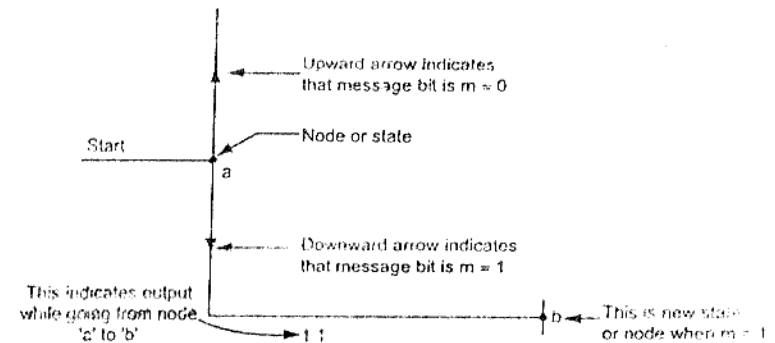 Upward arrow indicates
that message bit is m = 0
Start
Node or state
a
Downward arrow indicates
that message bit is m = 1
This indicates output
while going from node
'a' to 'b'
1 1
b
This is new state
or node when m = 1